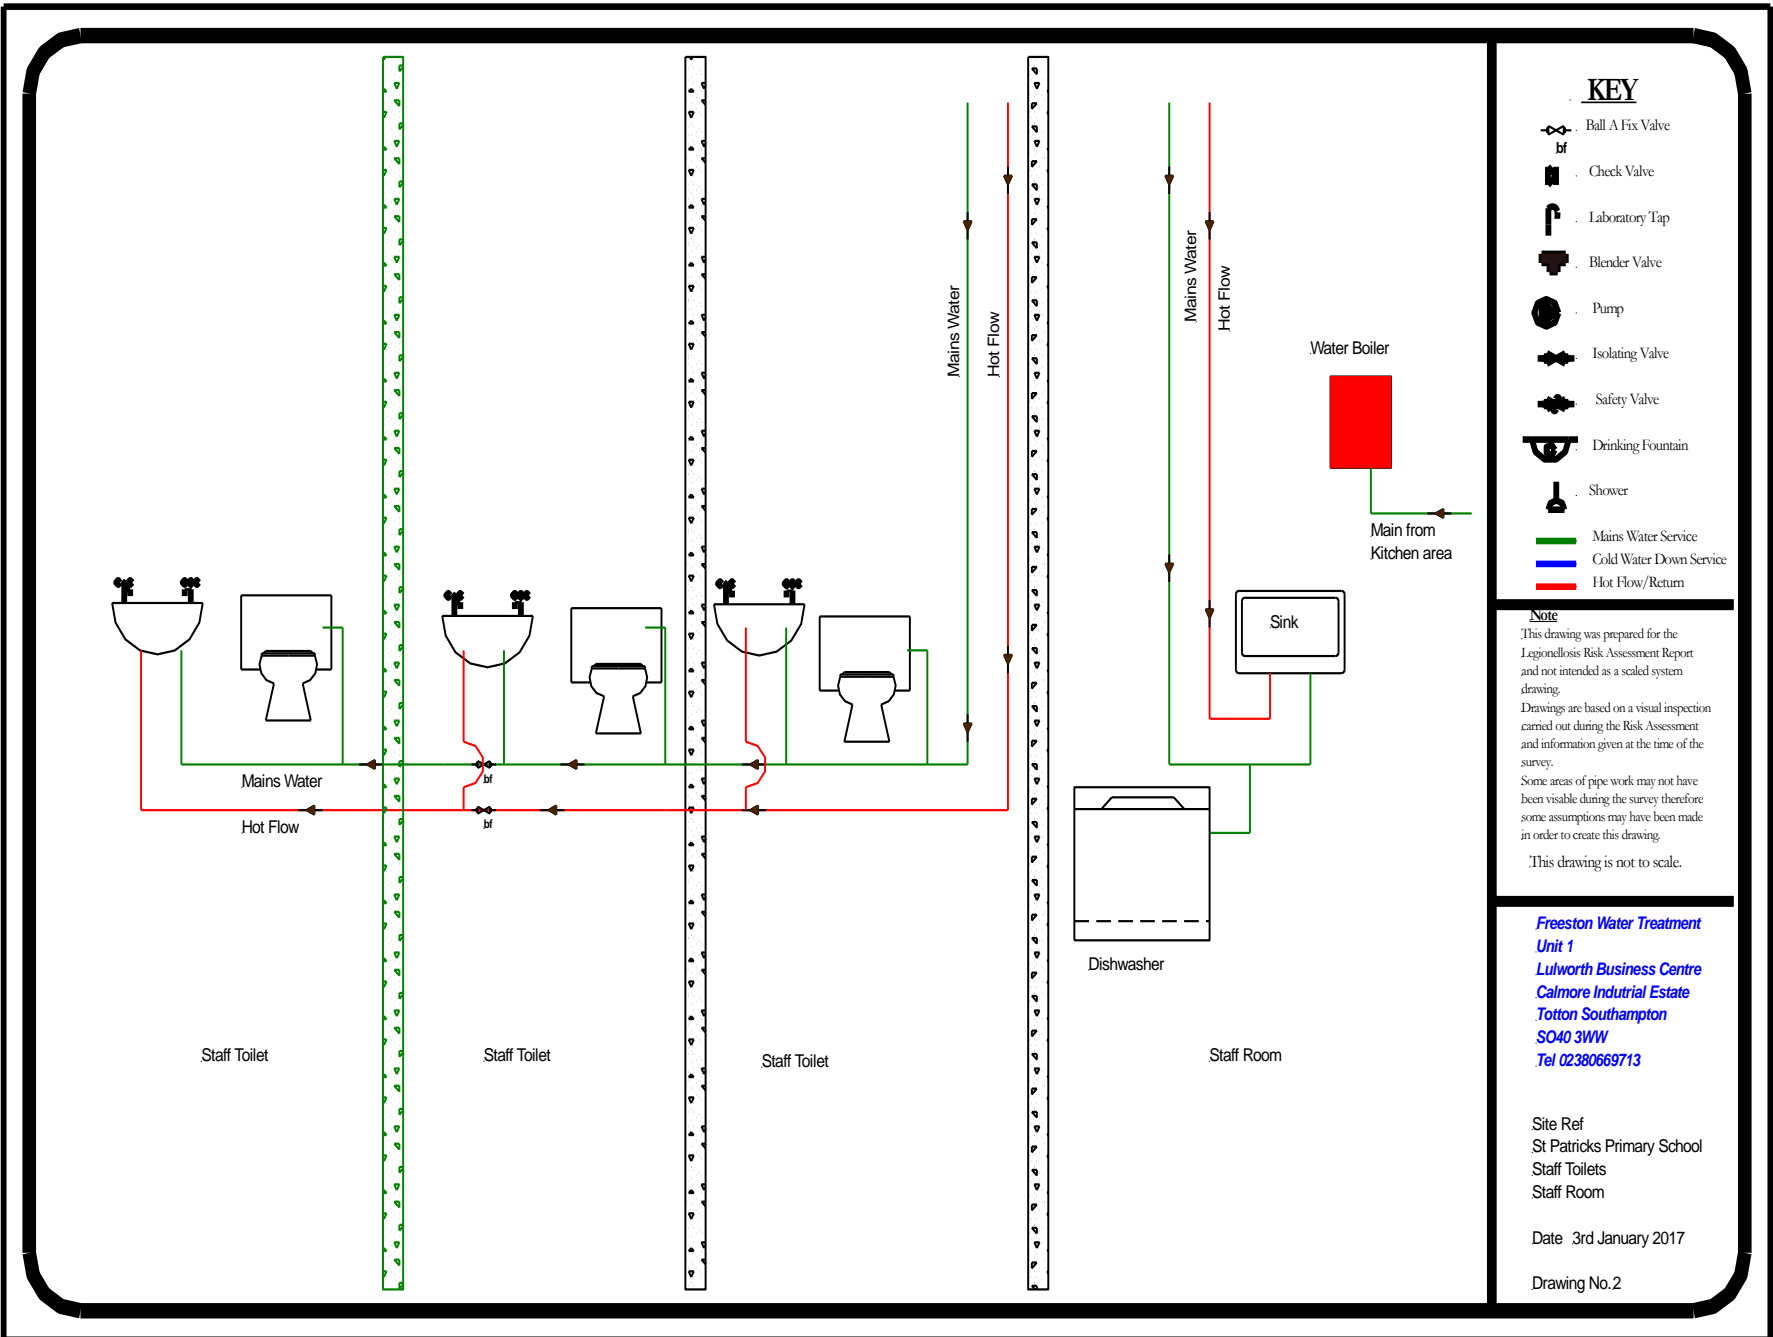 Mains Water
Hot Flow
Mains Water
Hot Flow
Water Boiler
Main from
Kitchen area
Sink
bf
bf
Mains Water
Hot Flow
Dishwasher
Staff Toilet
Staff Toilet
Staff Toilet
Staff Room
KEY
Ball A Fix Valve
bf
Check Valve
Laboratory Tap
Blender Valve
Pump
Isolating Valve
Safety Valve
Drinking Fountain
Shower
Mains Water Service
Cold Water Down Service
Hot Flow/Return
Note
This drawing was prepared for the
Legionellosis Risk Assessment Report
and not intended as a scaled system
drawing.
Drawings are based on a visual inspection
carried out during the Risk Assessment
and information given at the time of the
survey.
Some areas of pipe work may not have
been visable during the survey therefore
some assumptions may have been made
in order to create this drawing.
This drawing is not to scale.
Freeston Water Treatment
Unit 1
Lulworth Business Centre
Calmore Indutrial Estate
Totton Southampton
SO40 3WW
Tel 02380669713
Site Ref
St Patricks Primary School
Staff Toilets
Staff Room
Date 3rd January 2017
Drawing No.2